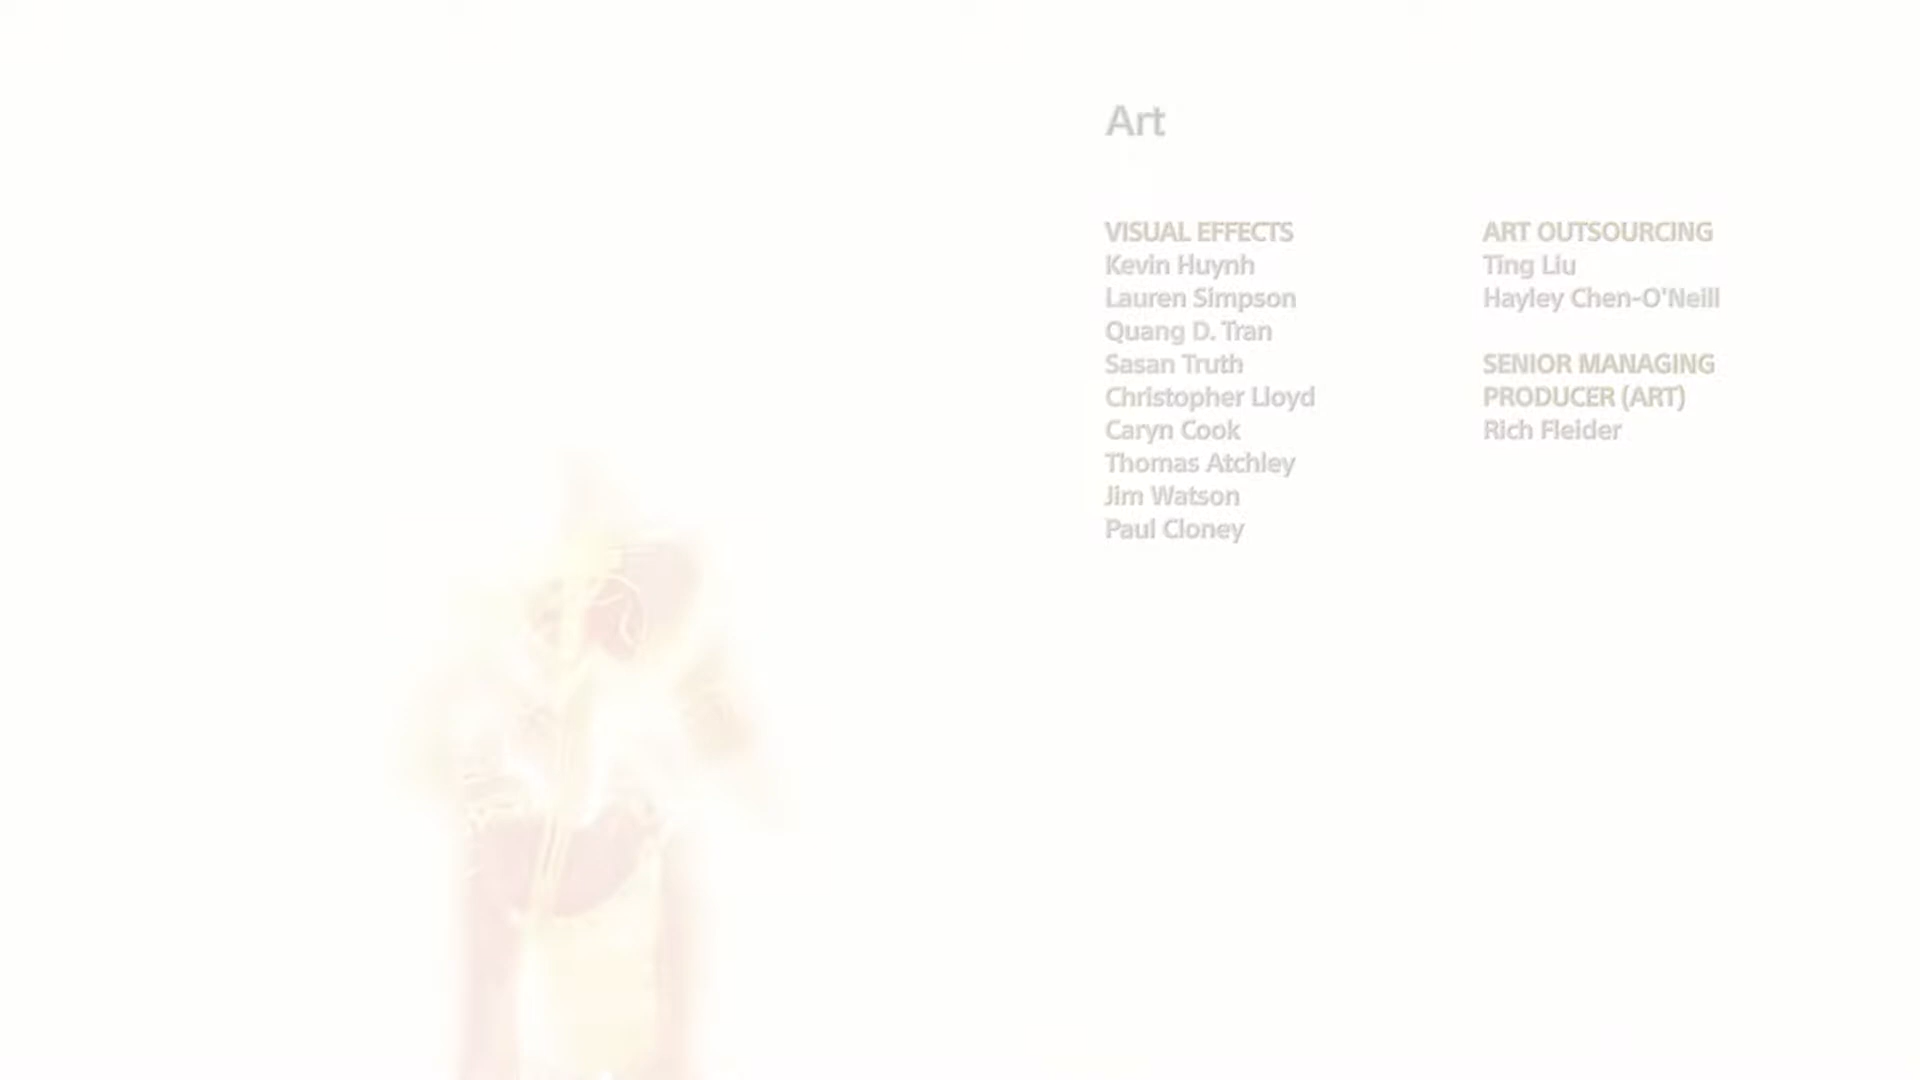 Art
VISUAL EFFECTS
Kevin Huynh
Lauren Simpson
Quang D. Tran
Sasan Truth
Christopher Lloyd
Caryn Cook
Thomas Atchley
Jim Watson
Paul Cloney
ART OUTSOURCING
Ting Liu
Hayley Chen-O'Neill
SENIOR MANAGING
PRODUCER (ART)
Rich Fleider